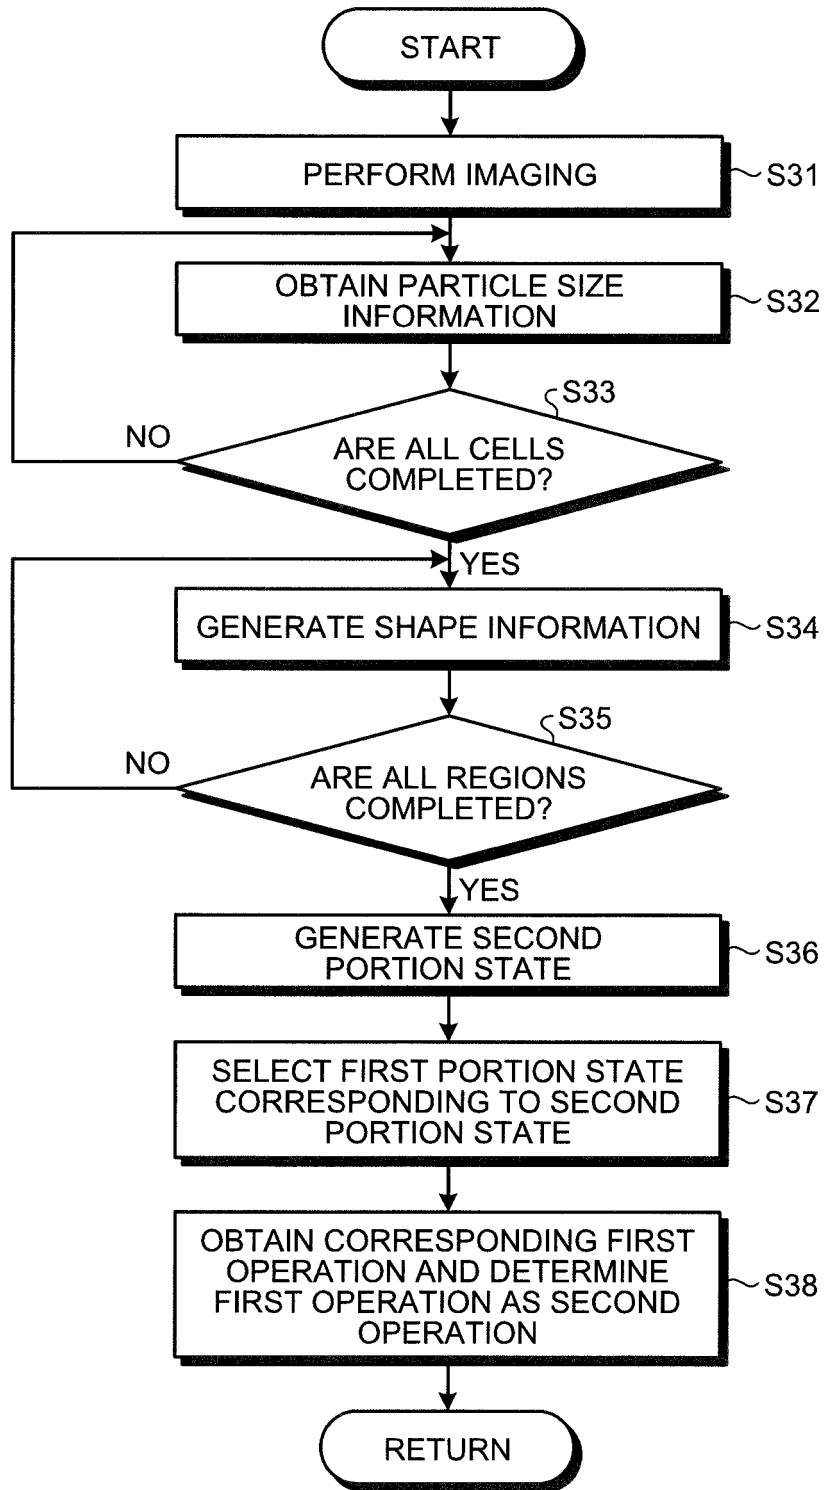 START
PERFORM IMAGING
S31
OBTAIN PARTICLE SIZE
INFORMATION
S32
S33
NO
ARE ALL CELLS
COMPLETED?
YES
GENERATE SHAPE INFORMATION
S34
S35
NO
ARE ALL REGIONS
COMPLETED?
YES
GENERATE SECOND
PORTION STATE
S36
SELECT FIRST PORTION STATE
CORRESPONDING TO SECOND
PORTION STATE
S37
OBTAIN CORRESPONDING FIRST
OPERATION AND DETERMINE
FIRST OPERATION AS SECOND
OPERATION
S38
RETURN